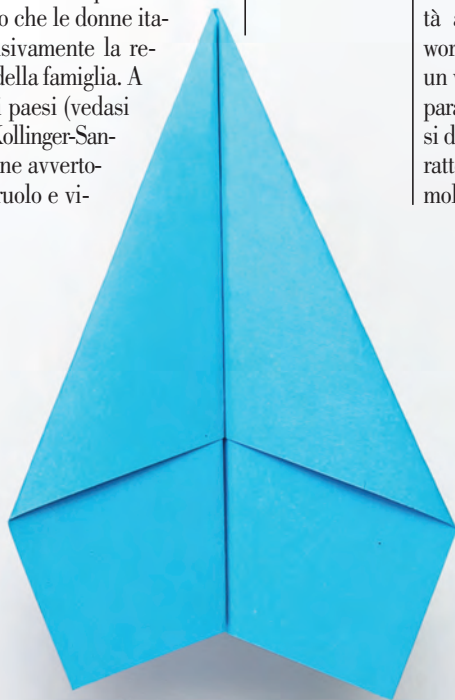 o che le donne ita-
sivamente la re-
della famiglia. A
i paesi (vedasi
Kollinger-San-
ne avverto-
ruolo e vi-
tà
wor
un
para
si d
ratt
mol